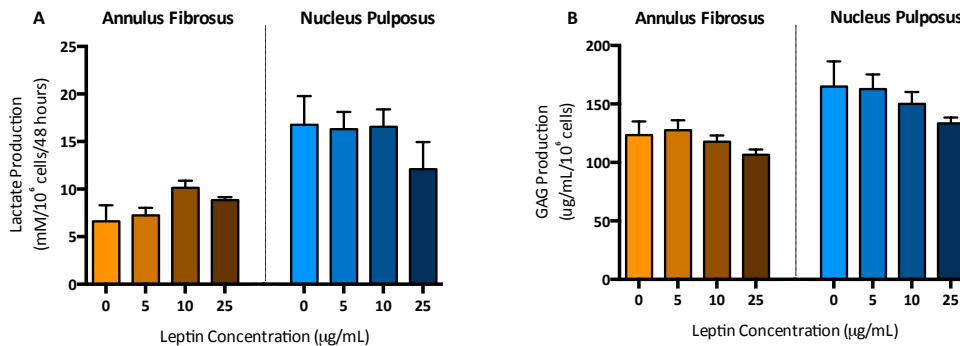 A
Annulus Fibrosus
Nucleus Pulposus
Lactate Production
(mM/10⁶ cells/48 hours)
25
20
15
10
5
0
0 5 10 25 0 5 10 25
Leptin Concentration (μg/mL)
B
Annulus Fibrosus
Nucleus Pulposus
GAG Production
(ug/mL/10⁶ cells)
200
150
100
50
0
0 5 10 25 0 5 10 25
Leptin Concentration (μg/mL)